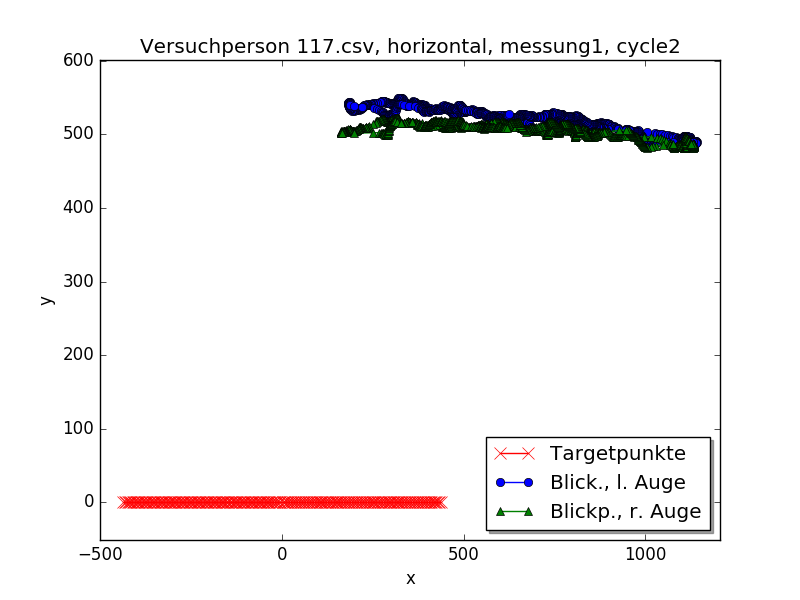 Versuchperson 117.csv, horizontal, messung1, cycle2
600
500
400
300
200
100
0
y
−500
0
500
1000
x
Targetpunkte
Blick., l. Auge
Blickp., r. Auge